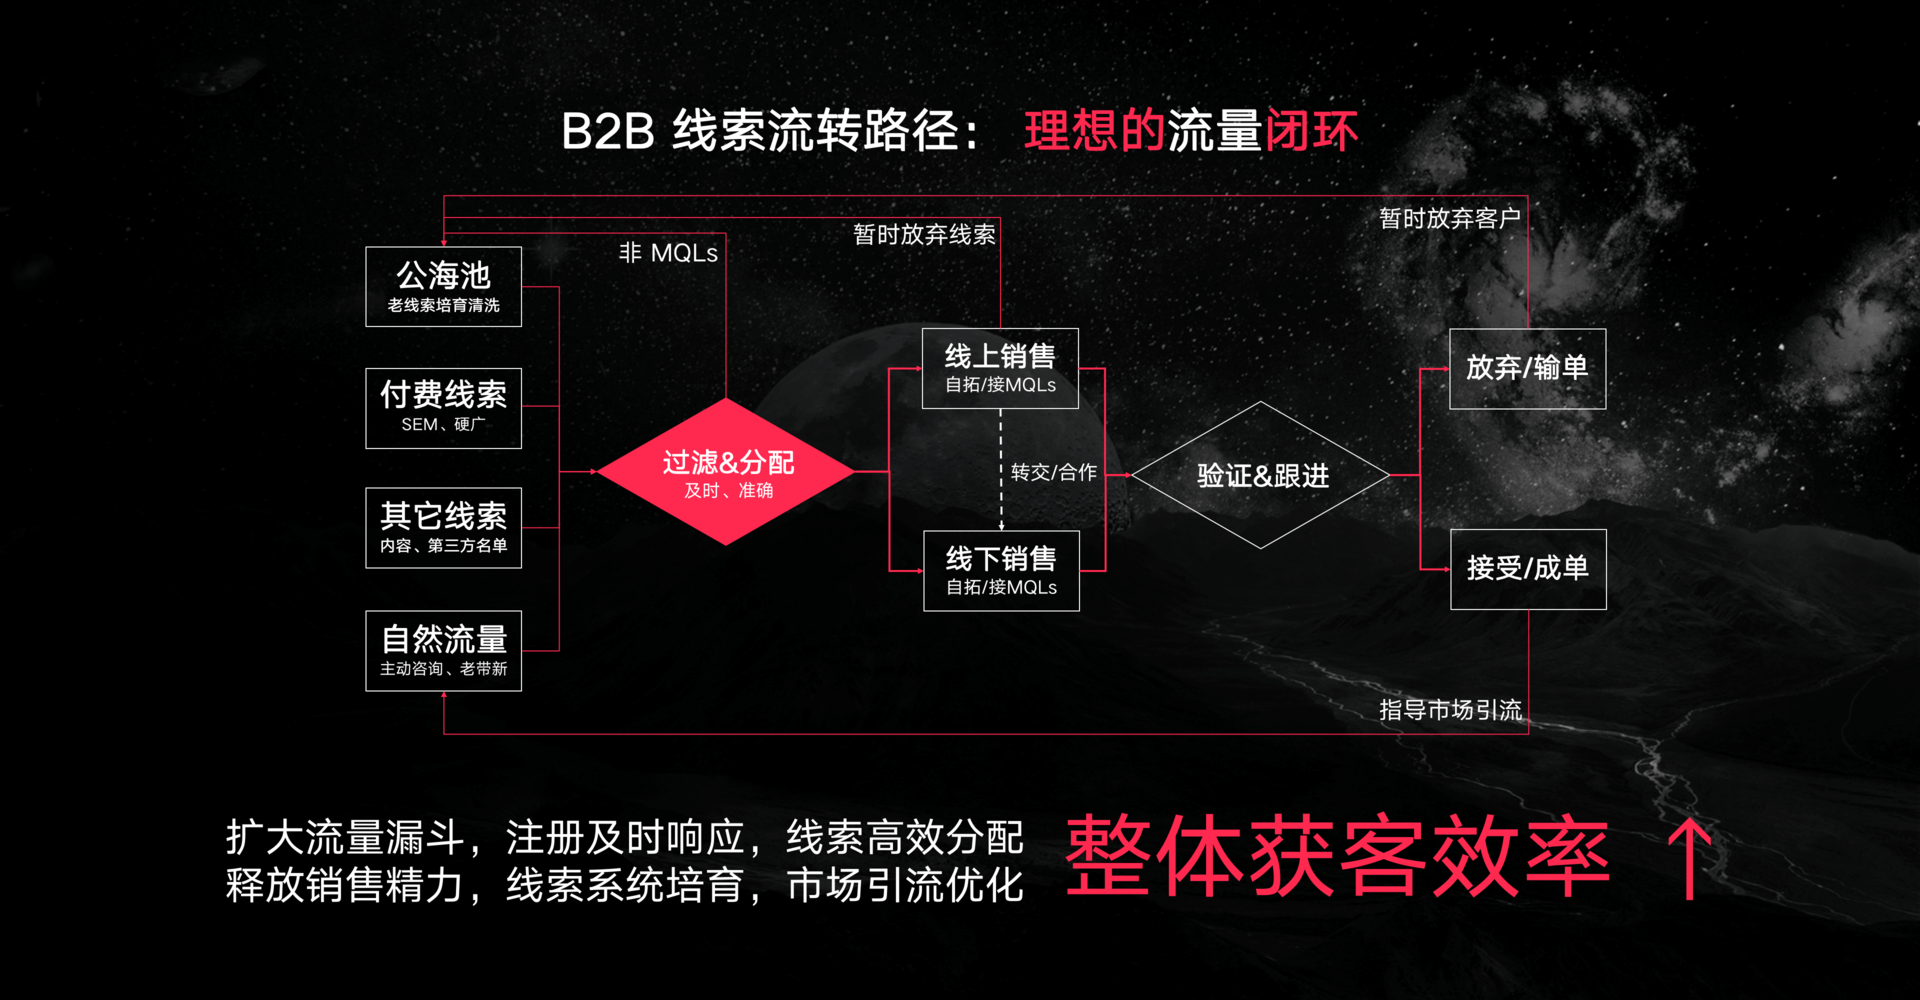 B2B 线索流转路径： 理想的流量闭环
暂时放弃客户
暂时放弃线索
非 MQLs
公海池
老线索培育清洗
付费线索
SEM、硬广
其它线索
内容、第三方名单
自然流量
主动咨询、老带新
过滤&分配
及时、准确
线上销售
自拓/接MQLs
转交/合作
线下销售
自拓/接MQLs
验证&跟进
放弃/输单
接受/成单
指导市场引流
扩大流量漏斗，注册及时响应，线索高效分配
释放销售精力，线索系统培育，市场引流优化
整体获客效率 ↑